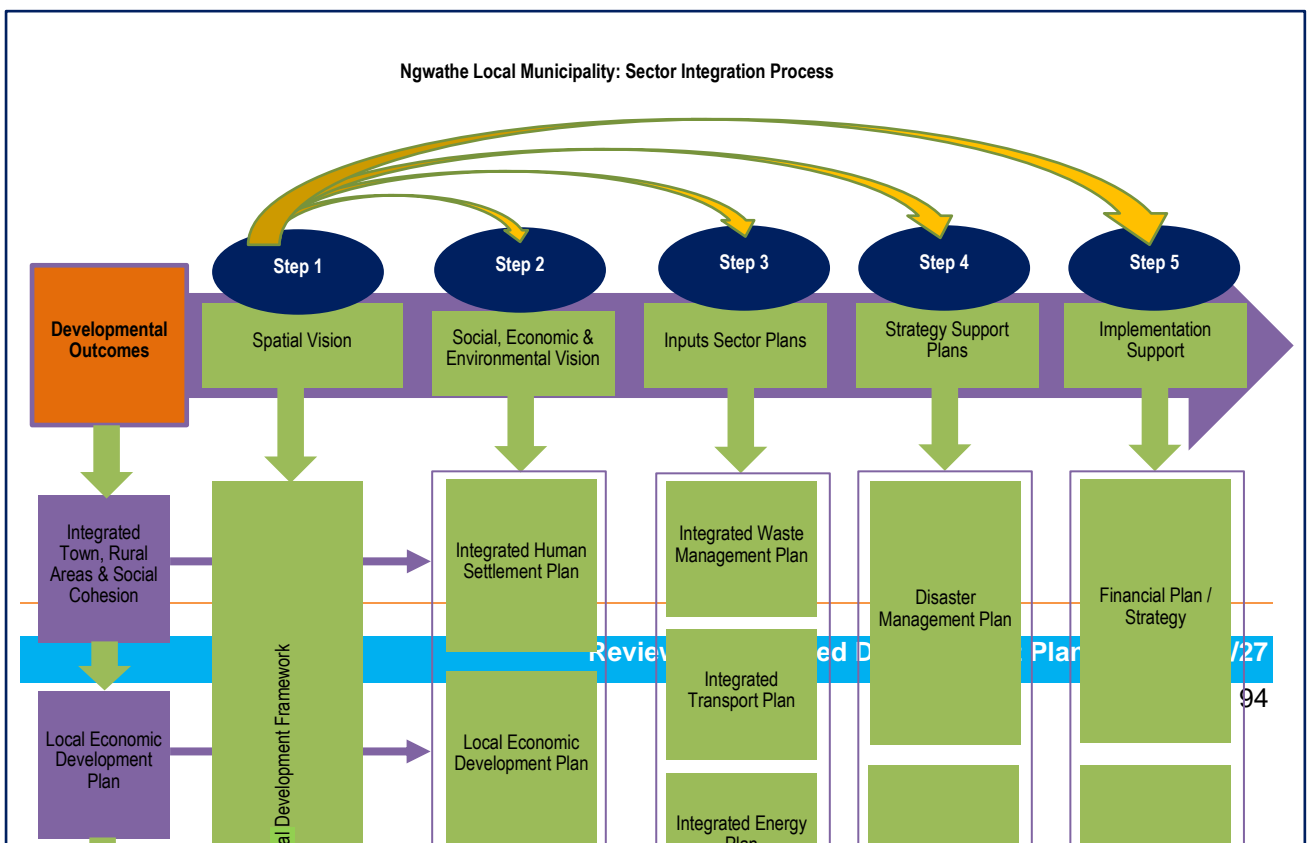 Ngwathe Local Municipality: Sector Integration Process
Step 1
Step 2
Step 3
Step 4
Step 5
Developmental
Outcomes
Spatial Vision
Social, Economic &
Environmental Vision
Inputs Sector Plans
Strategy Support
Plans
Implementation
Support
Integrated
Town, Rural
Areas & Social
Cohesion
Local Economic
Development
Plan
Development Framework
Integrated Human
Settlement Plan
Local Economic
Development Plan
Integrated Waste
Management Plan
Integrated
Transport Plan
Integrated Energy
Disaster
Management Plan
Financial Plan /
Strategy
Plan
/27
94